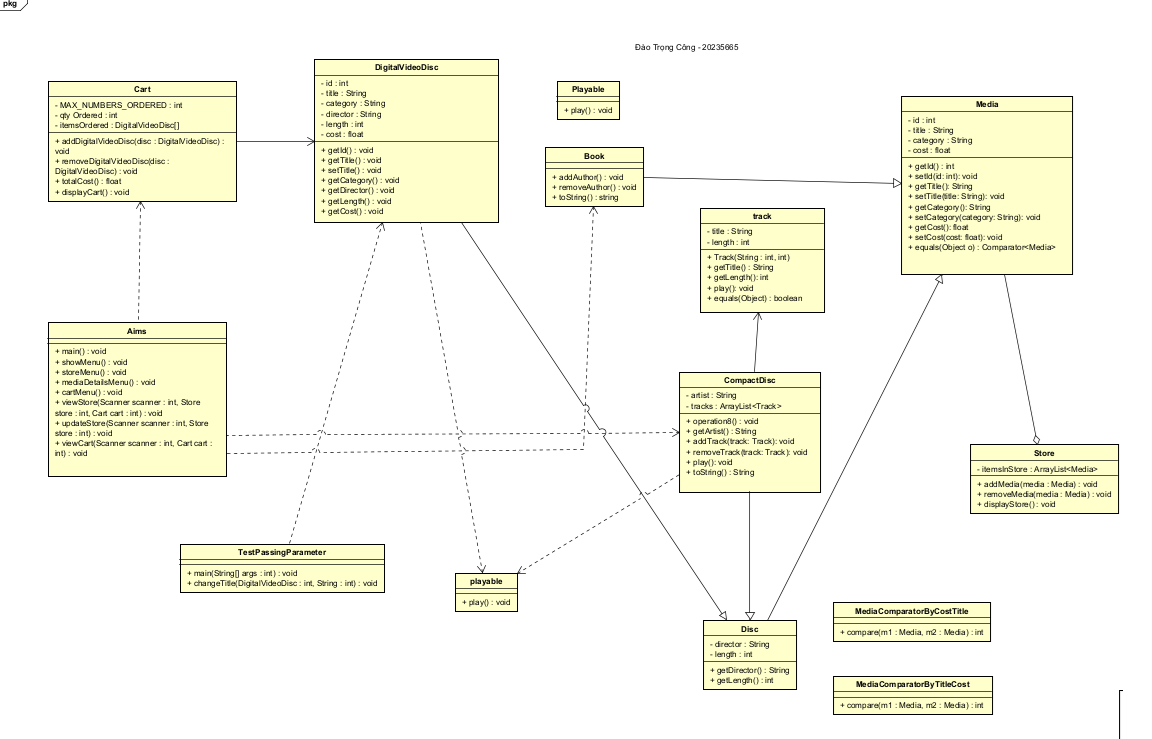 pkg
Đào Trọng Công - 20235665
Cart
- MAX_NUMBERS_ORDERED : int
- qty Ordered : int
- itemsOrdered : DigitalVideoDisc[]
+ addDigitalVideoDisc(disc : DigitalVideoDisc) :
void
+ removeDigitalVideoDisc(disc :
DigitalVideoDisc) : void
+ totalCost() : float
+ displayCart() : void
DigitalVideoDisc
- id : int
- title : String
- category : String
- director : String
- length : int
- cost : float
+ getId() : void
+ getTitle() : void
+ setTitle() : void
+ getCategory() : void
+ getDirector() : void
+ getLength() : void
+ getCost() : void
Playable
+ play() : void
Book
+ addAuthor() : void
+ removeAuthor() : void
+ toString() : string
Media
- id : int
- title : String
- category : String
- cost : float
+ getId() : int
+ setId(id: int): void
+ getTitle(): String
+ setTitle(title: String): void
+ getCategory(): String
+ setCategory(category: String): void
+ getCost(): float
+ setCost(cost: float): void
+ equals(Object o) : Comparator<Media>
track
- title : String
- length : int
+ Track(String : int, int)
+ getTitle() : String
+ getLength(): int
+ play(): void
+ equals(Object) : boolean
Aims
+ main() : void
+ showMenu() : void
+ storeMenu() : void
+ mediaDetailsMenu() : void
+ cartMenu() : void
+ viewStore(Scanner scanner : int, Store
store : int, Cart cart : int) : void
+ updateStore(Scanner scanner : int, Store
store : int) : void
+ viewCart(Scanner scanner : int, Cart cart :
int) : void
CompactDisc
- artist : String
- tracks : ArrayList<Track>
+ operation8() : void
+ getArtist() : String
+ addTrack(track: Track): void
+ removeTrack(track: Track): void
+ play(): void
+ toString() : String
Store
- itemsInStore : ArrayList<Media>
+ addMedia(media : Media) : void
+ removeMedia(media : Media) : void
+ displayStore() : void
TestPassingParameter
+ main(String[] args : int) : void
+ changeTitle(DigitalVideoDisc : int, String : int) : void
playable
+ play() : void
Disc
- director : String
- length : int
+ getDirector() : String
+ getLength() : int
MediaComparatorByCostTitle
+ compare(m1 : Media, m2 : Media) : int
MediaComparatorByTitleCost
+ compare(m1 : Media, m2 : Media) : int